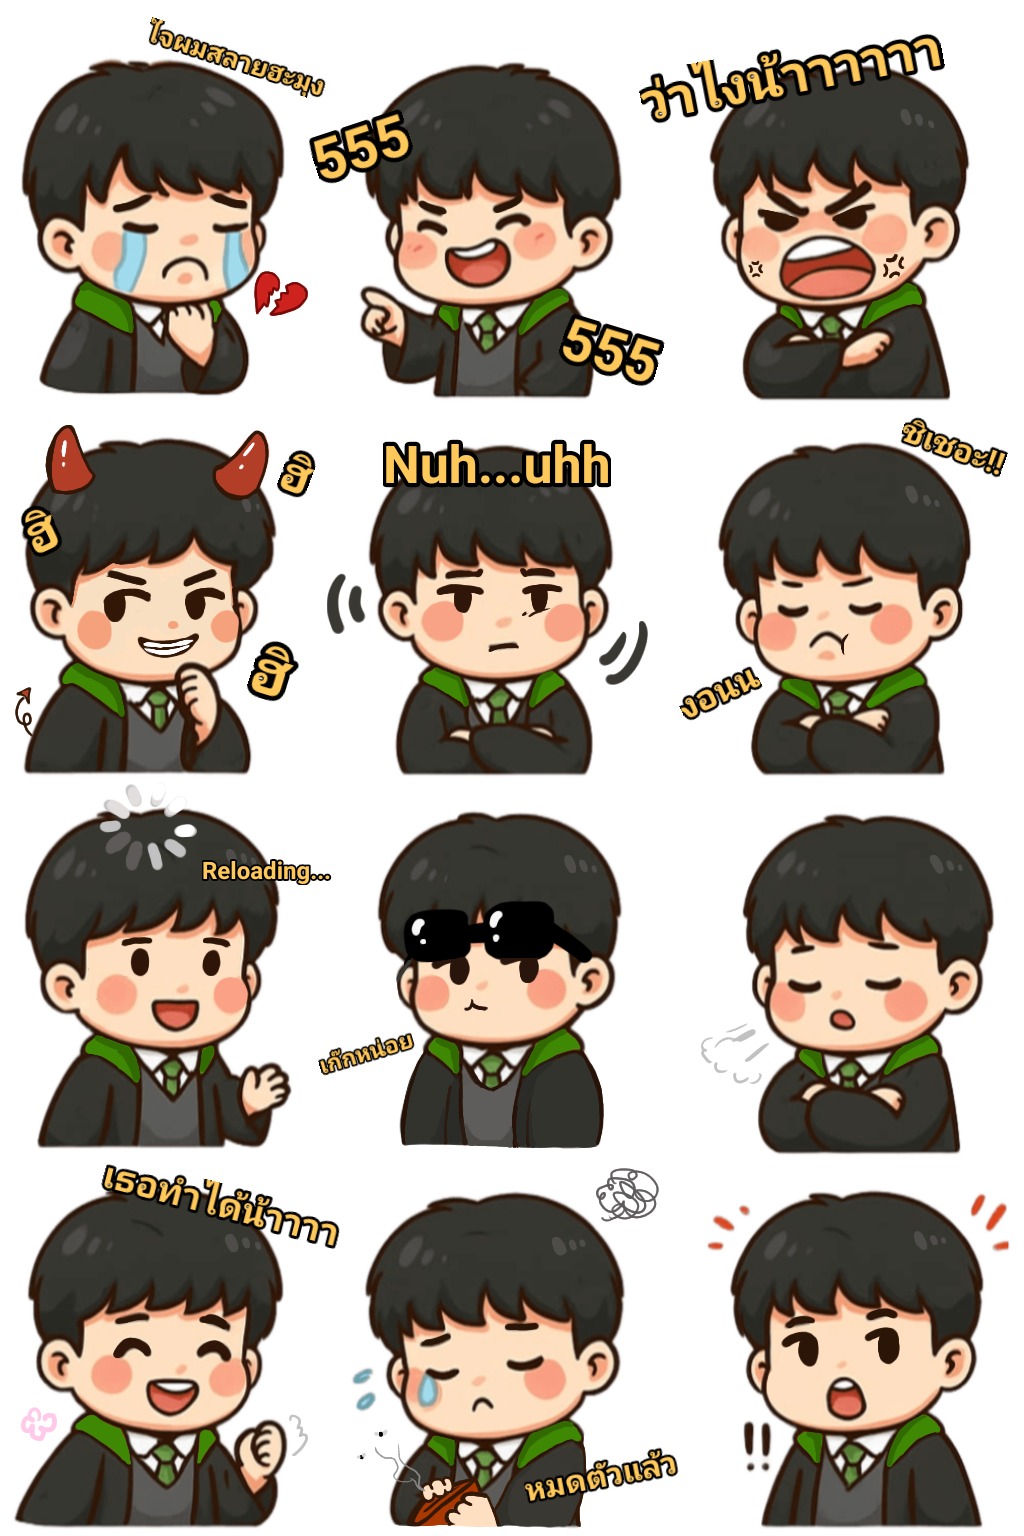 ใจผมสลายฮะมุง
555
555
ว่าไงน้าาาาาาา
ฮิ
ฮิ
ฮิ
Nuh...uhh
ชิเชอะ!!
งอนน
Reloading...
เก๊กหน่อย
เธอทำได้น้าาาา
หมดตัวแล้ว
!!